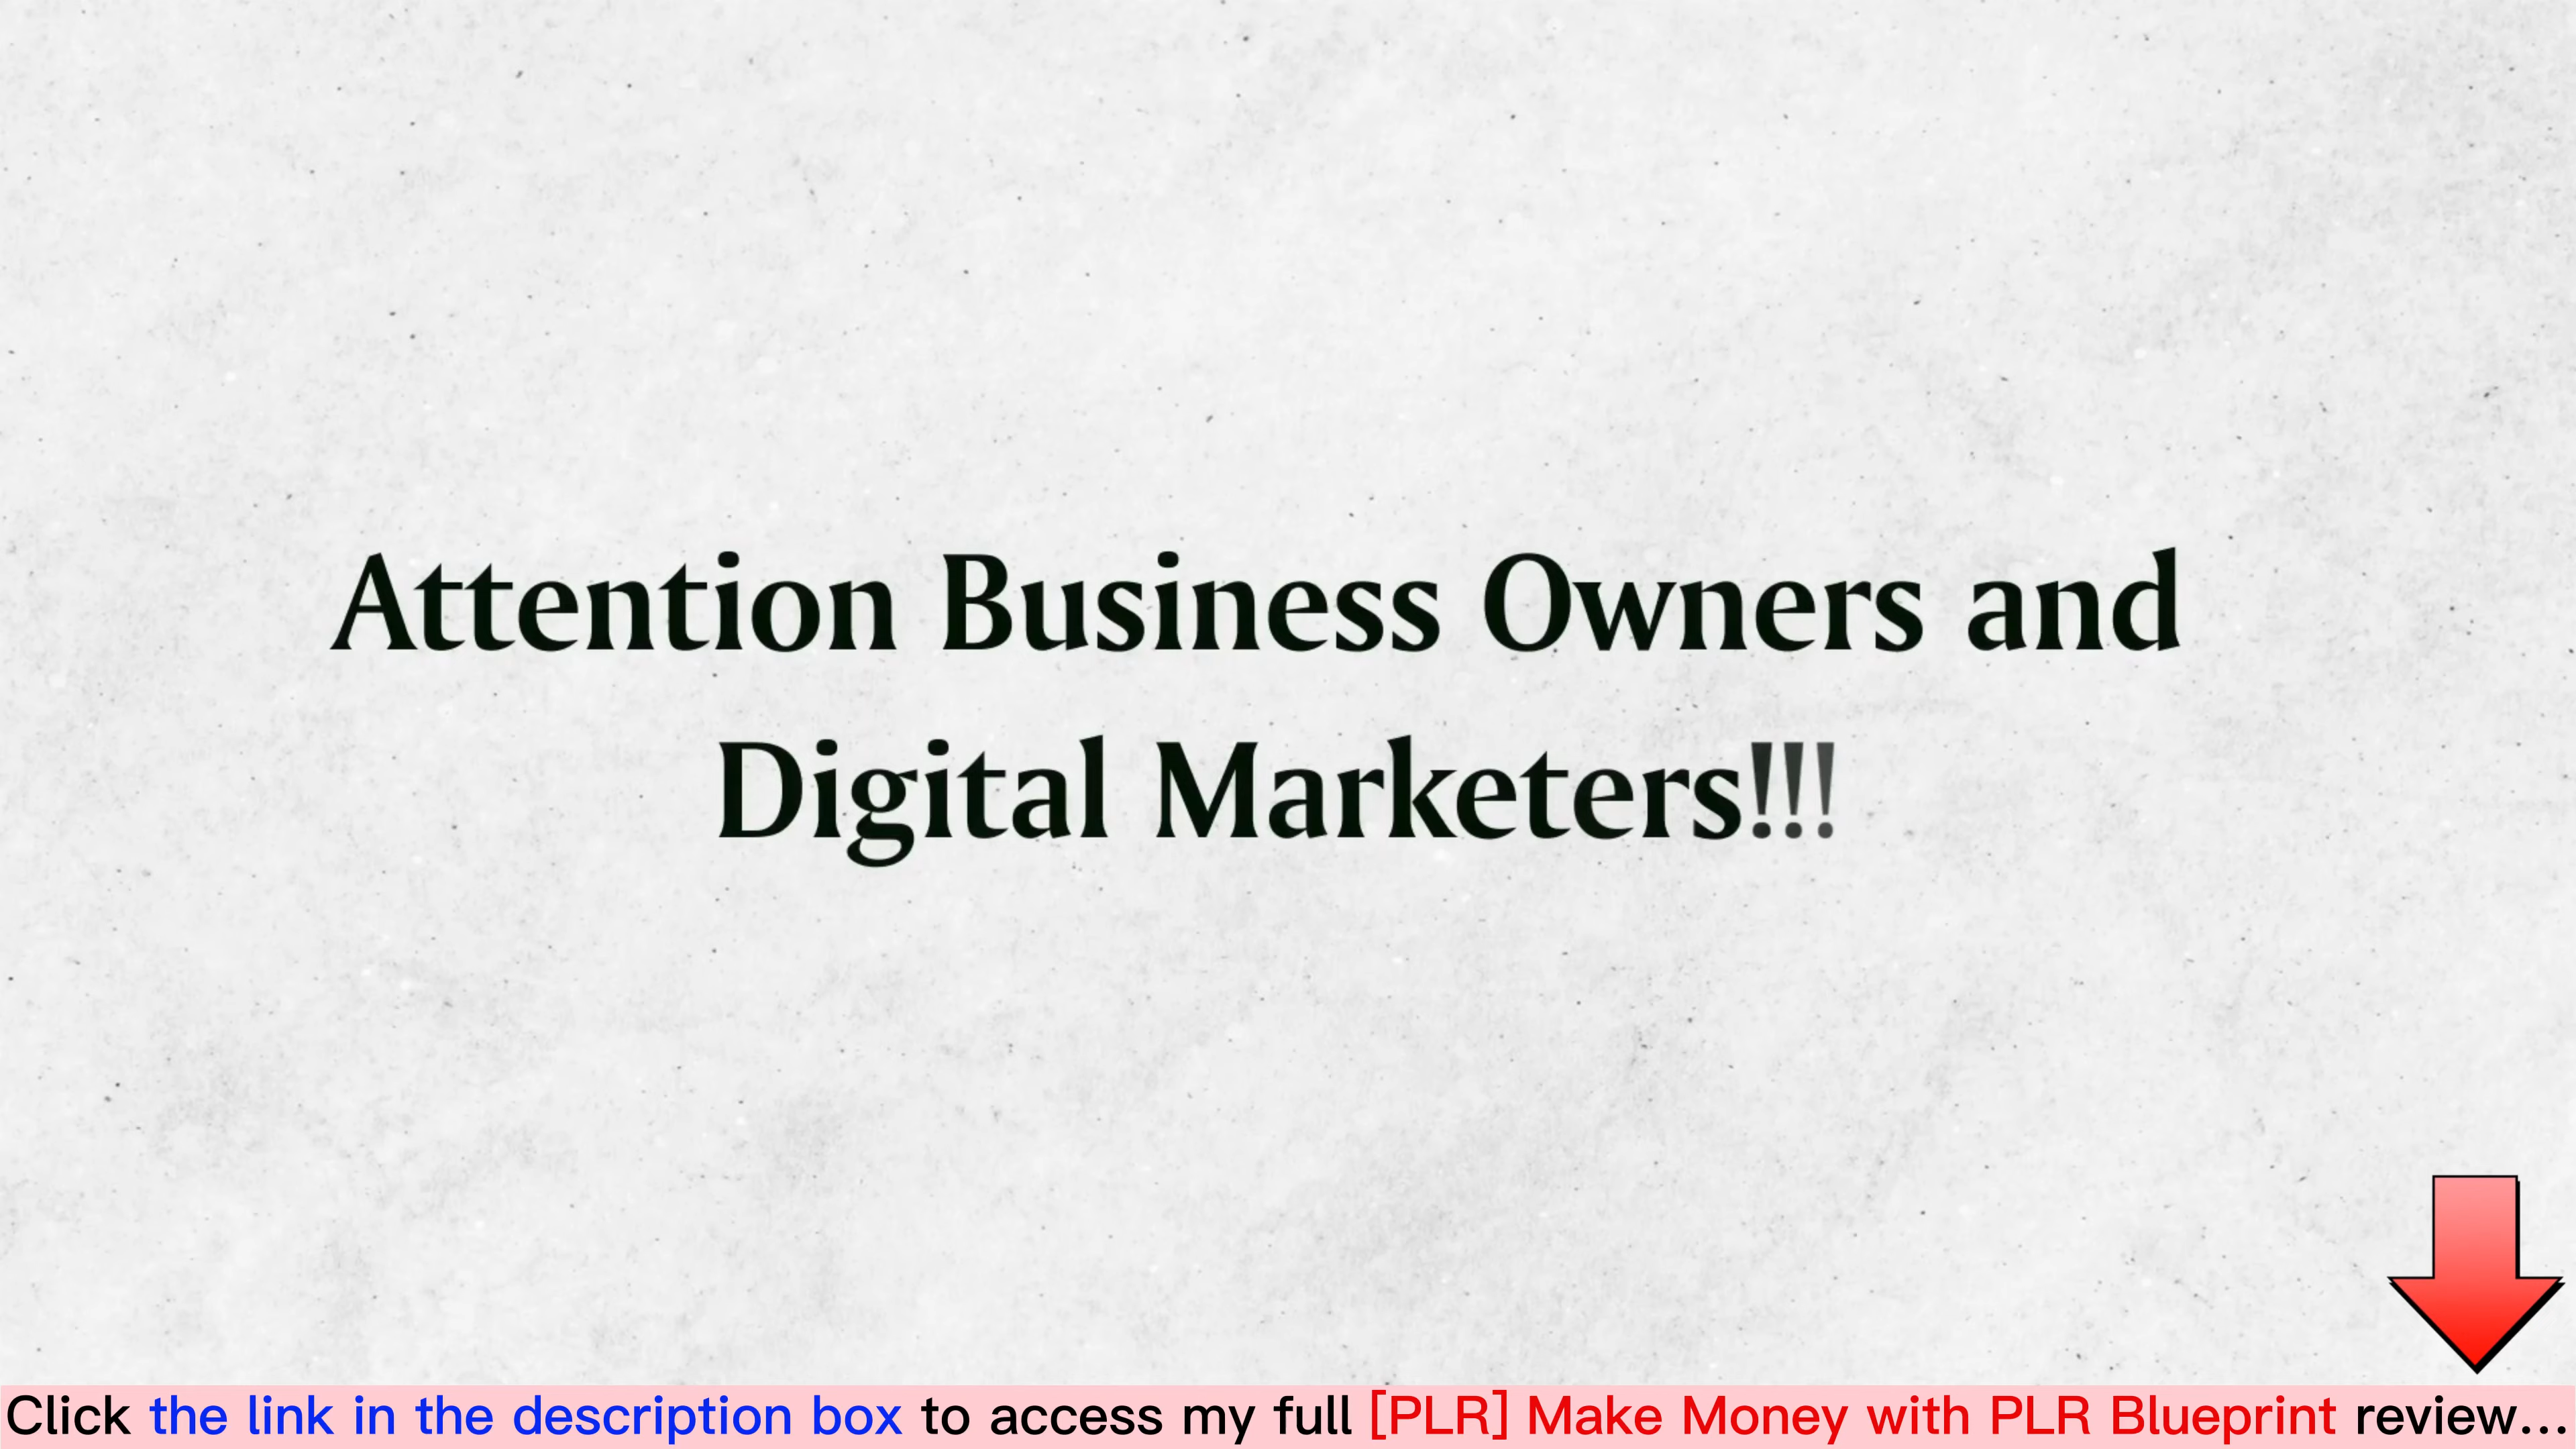 Attention Business Owners and
Digital Marketers!!!
Click the link in the description box to access my full [PLR] Make Money with PLR Blueprint review...